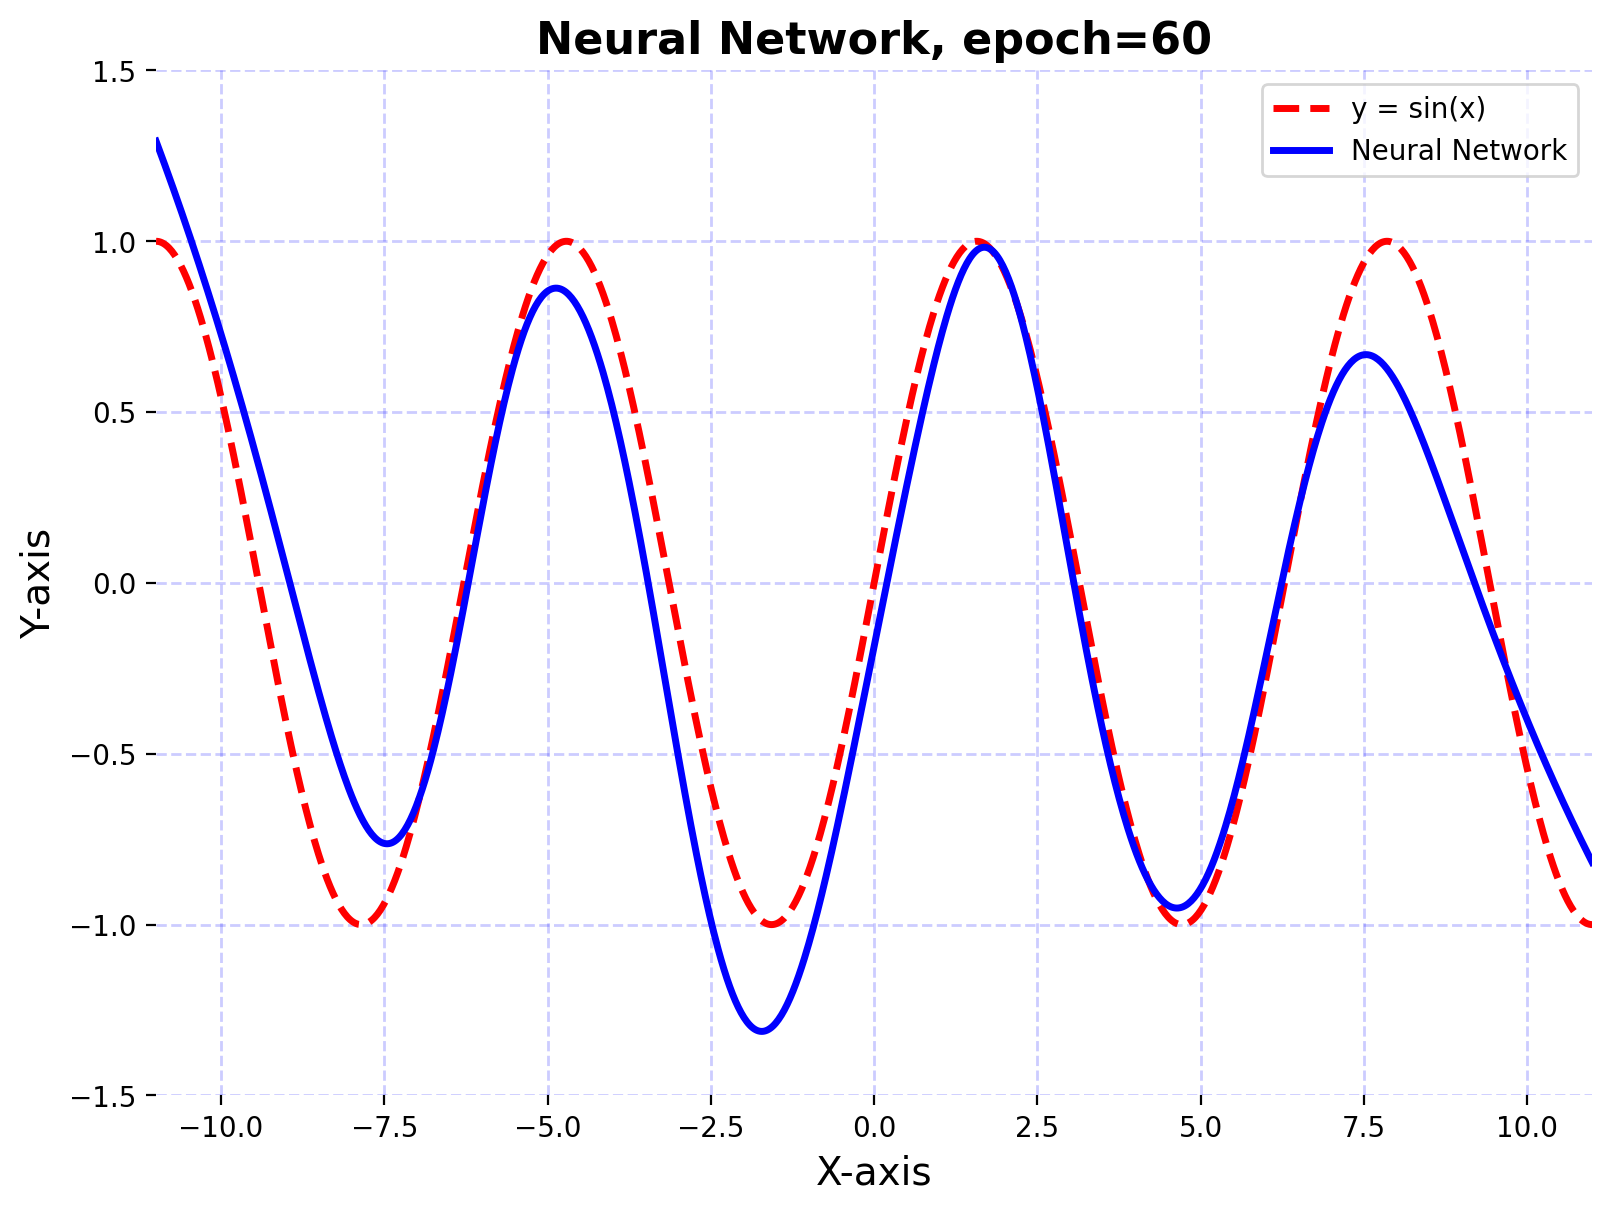 Neural Network, epoch=60
y = sin(x)
Neural Network
1.5
1.0
0.5
0.0
−0.5
−1.0
−1.5
Y-axis
−10.0 −7.5 −5.0 −2.5 0.0 2.5 5.0 7.5 10.0
X-axis